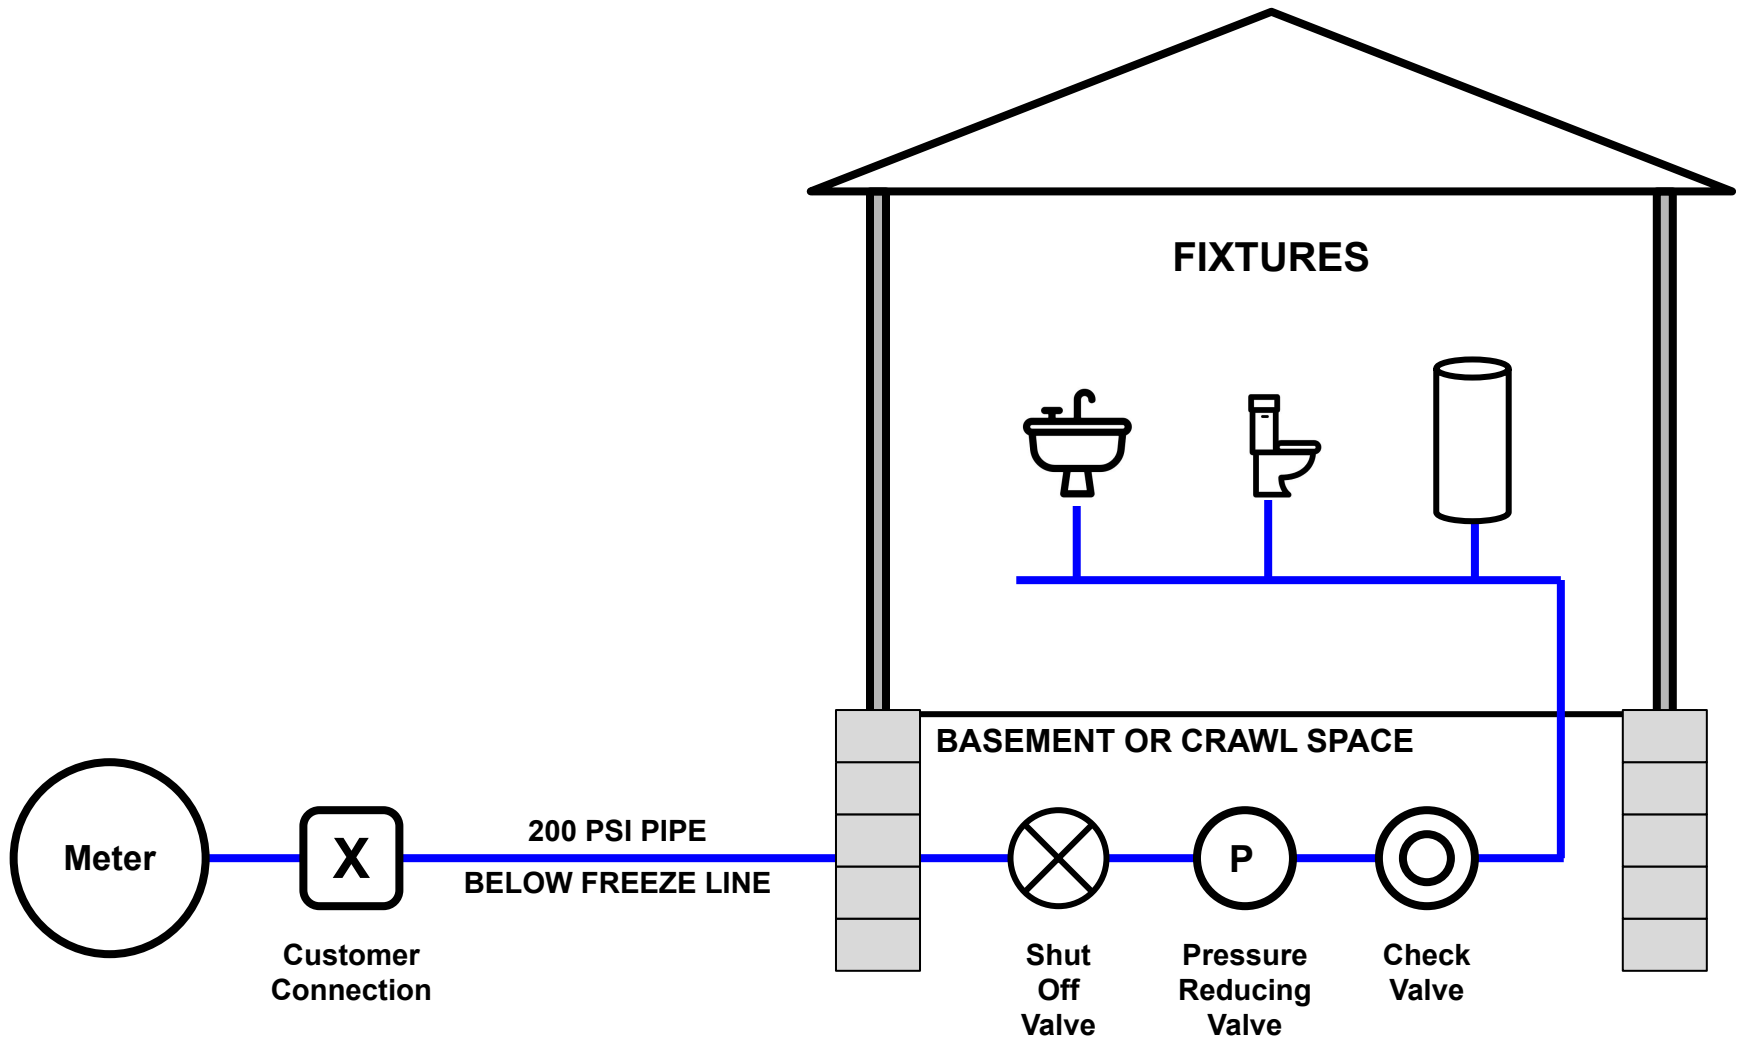 FIXTURES
BASEMENT OR CRAWL SPACE
Meter
X
200 PSI PIPE
BELOW FREEZE LINE
P
Customer
Connection
Shut
Off
Valve
Pressure
Reducing
Valve
Check
Valve